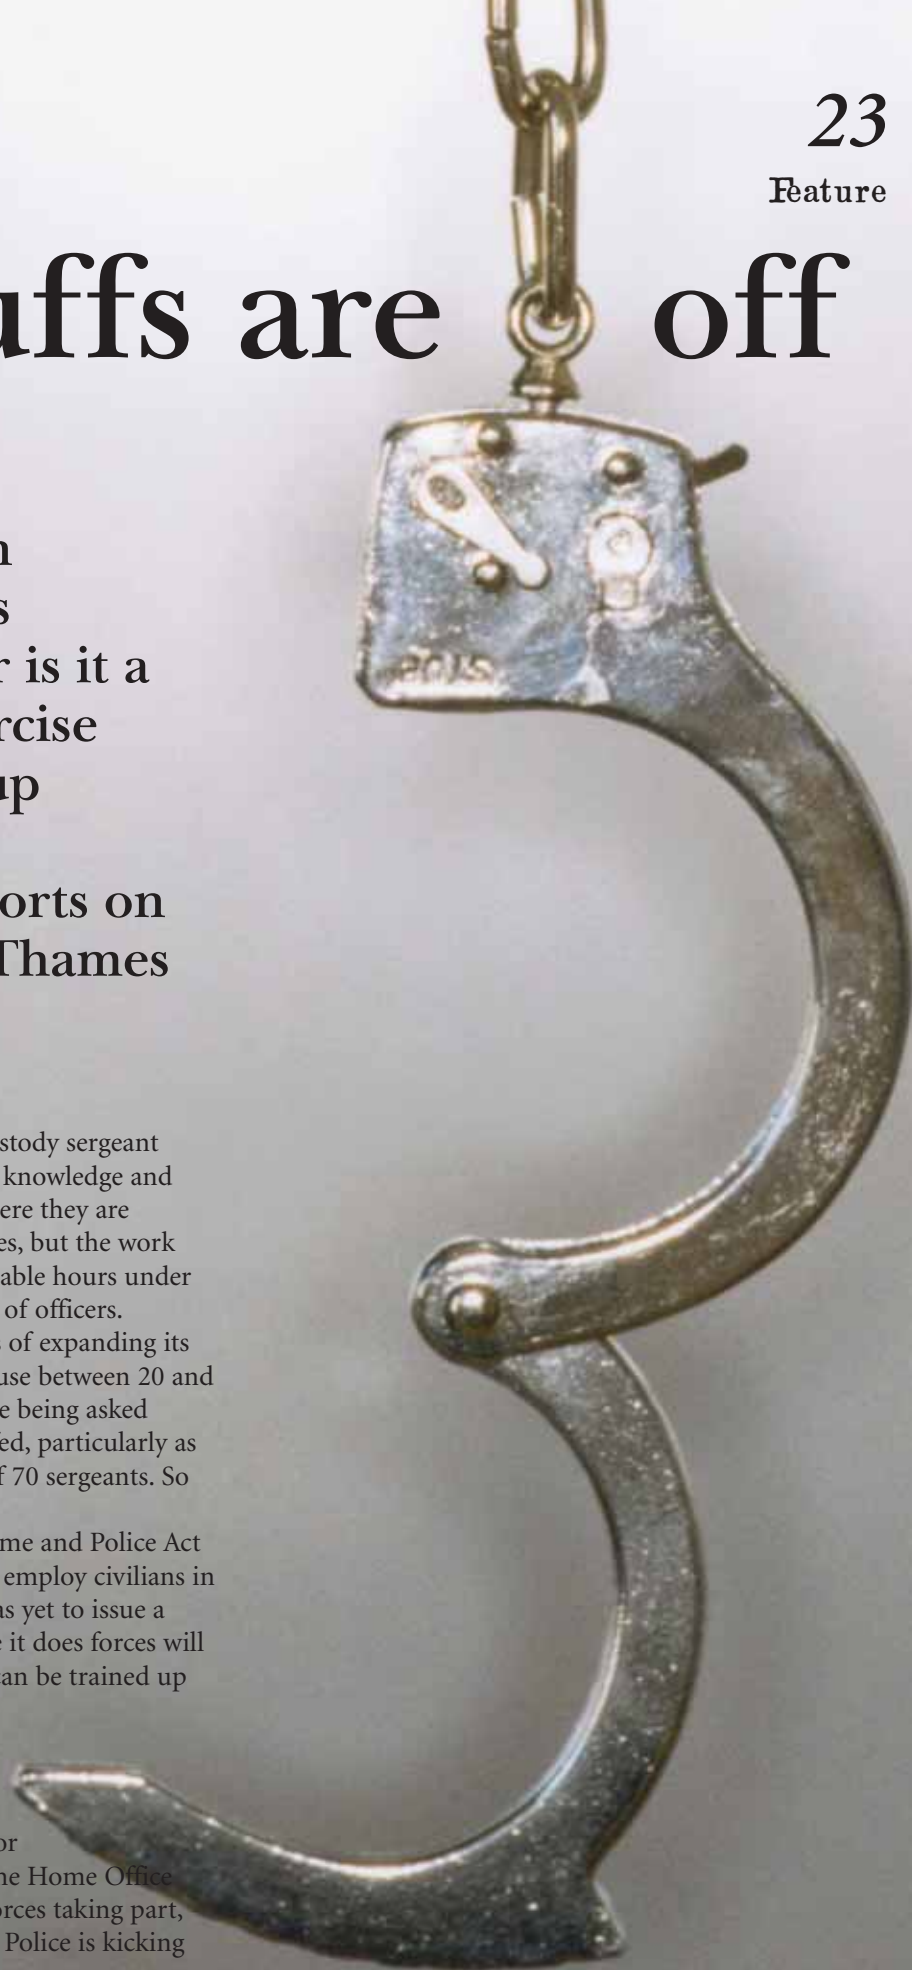 23
Feature
uffs are off
n
s
r is it a
rcise
up
orts on
Thames
stody sergeant
knowledge and
ere they are
es, but the work
able hours under
of officers.
s of expanding its
use between 20 and
e being asked
ed, particularly as
f 70 sergeants. So
me and Police Act
employ civilians in
as yet to issue a
e it does forces will
can be trained up
or
he Home Office
orces taking part,
Police is kicking